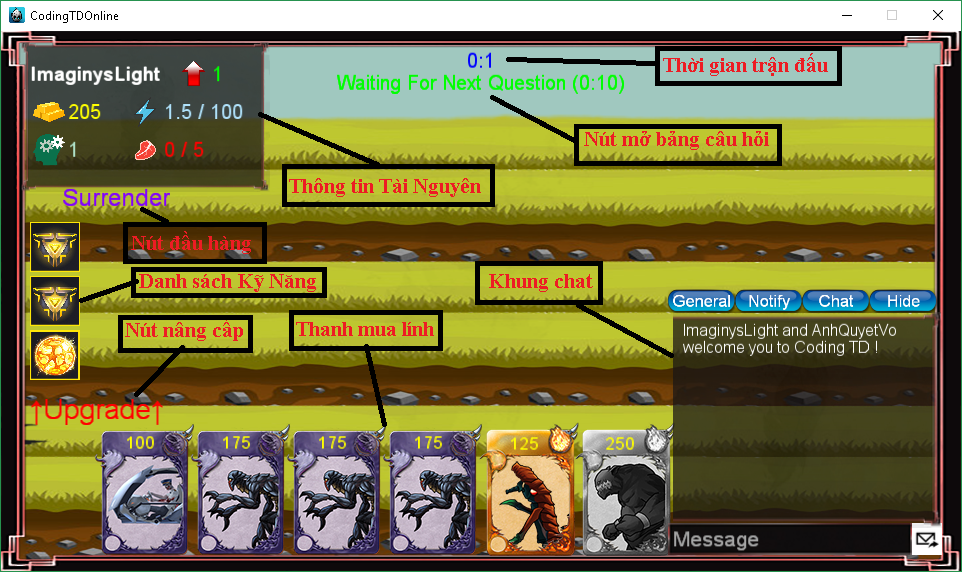 CodingTDOnline
ImaginysLight 1
205 1.5 / 100
1 0 / 5
0:1
Waiting For Next Question (0:10)
Thời gian trận đấu
Nút mở bảng câu hỏi
Thông tin Tài Nguyên
Surrender
Nút đầu hàng
Danh sách Kỹ Năng
Khung chat
Nút nâng cấp
Thanh mua lính
General Notify Chat Hide
ImaginysLight and AnhQuyetVo
welcome you to Coding TD !
↑Upgrade↑
100 175 175 175 125 250
Message